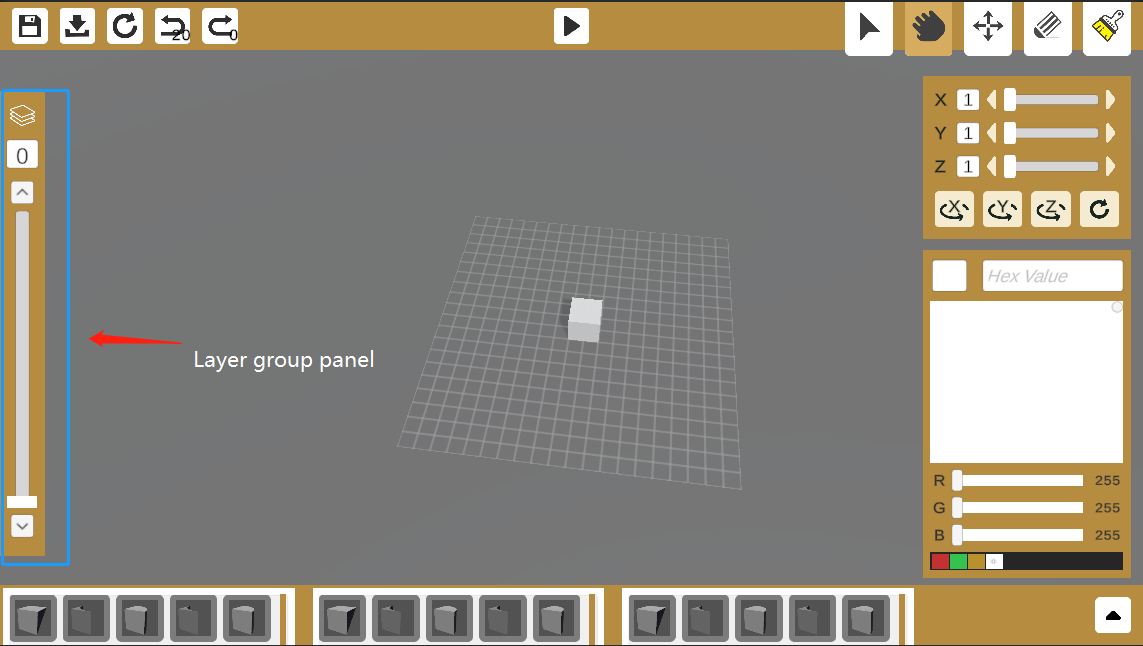 20
0
X 1
Y 1
Z 1
X Y Z
0
Hex Value
Layer group panel
R 255
G 255
B 255